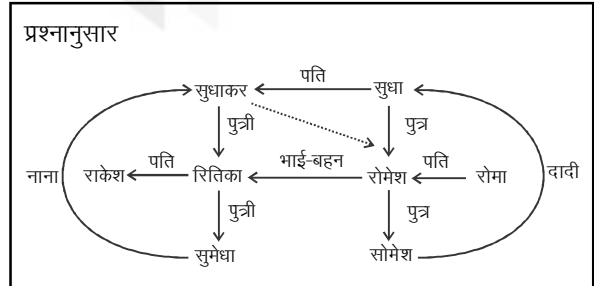 प्रश्नानुसार
पति
सुधाकर सुधा
पुत्री पुत्र
नाना राकेश पति रितिका भाई-बहन रोमेश पति रोमा दादी
पुत्री पुत्र
सुमेधा सोमेश